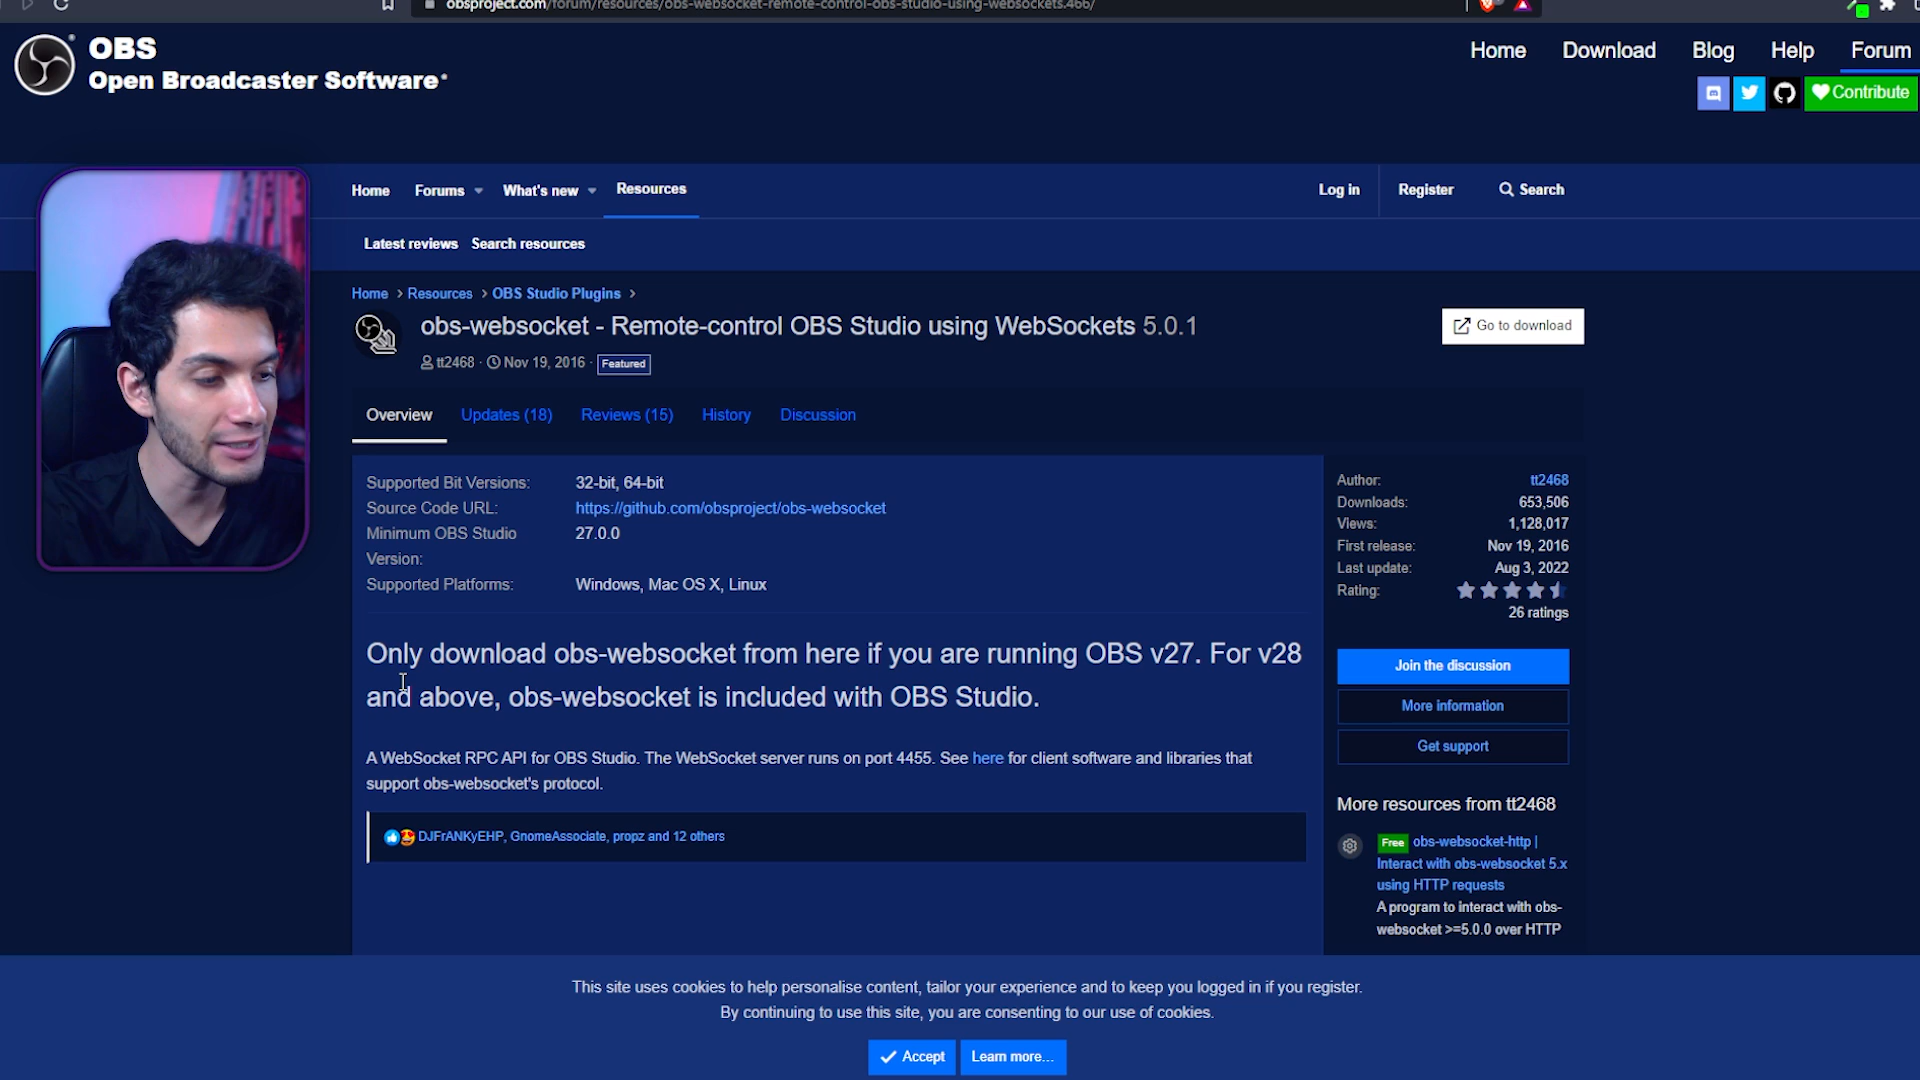 obsproject.com/forum/resources/obs-websocket-remote-control-obs-studio-using-websockets.466/
OBS
Open Broadcaster Software®
Home Download Blog Help Forum
Contribute
Home Forums What's new Resources
Log in Register Search
Latest reviews Search resources
Home > Resources > OBS Studio Plugins >
obs-websocket - Remote-control OBS Studio using WebSockets 5.0.1
Go to download
tt2468 · Nov 19, 2016 · Featured
Overview Updates (18) Reviews (15) History Discussion
Supported Bit Versions: 32-bit, 64-bit
Source Code URL: https://github.com/obsproject/obs-websocket
Minimum OBS Studio 27.0.0
Version:
Supported Platforms: Windows, Mac OS X, Linux
Only download obs-websocket from here if you are running OBS v27. For v28
and above, obs-websocket is included with OBS Studio.
A WebSocket RPC API for OBS Studio. The WebSocket server runs on port 4455. See here for client software and libraries that
support obs-websocket's protocol.
DJFrANKyEHP, GnomeAssociate, propz and 12 others
Author: tt2468
Downloads: 653,506
Views: 1,128,017
First release: Nov 19, 2016
Last update: Aug 3, 2022
Rating:
26 ratings
Join the discussion
More information
Get support
More resources from tt2468
Free obs-websocket-http |
Interact with obs-websocket 5.x
using HTTP requests
A program to interact with obs-
websocket >=5.0.0 over HTTP
This site uses cookies to help personalise content, tailor your experience and to keep you logged in if you register.
By continuing to use this site, you are consenting to our use of cookies.
Accept Learn more…